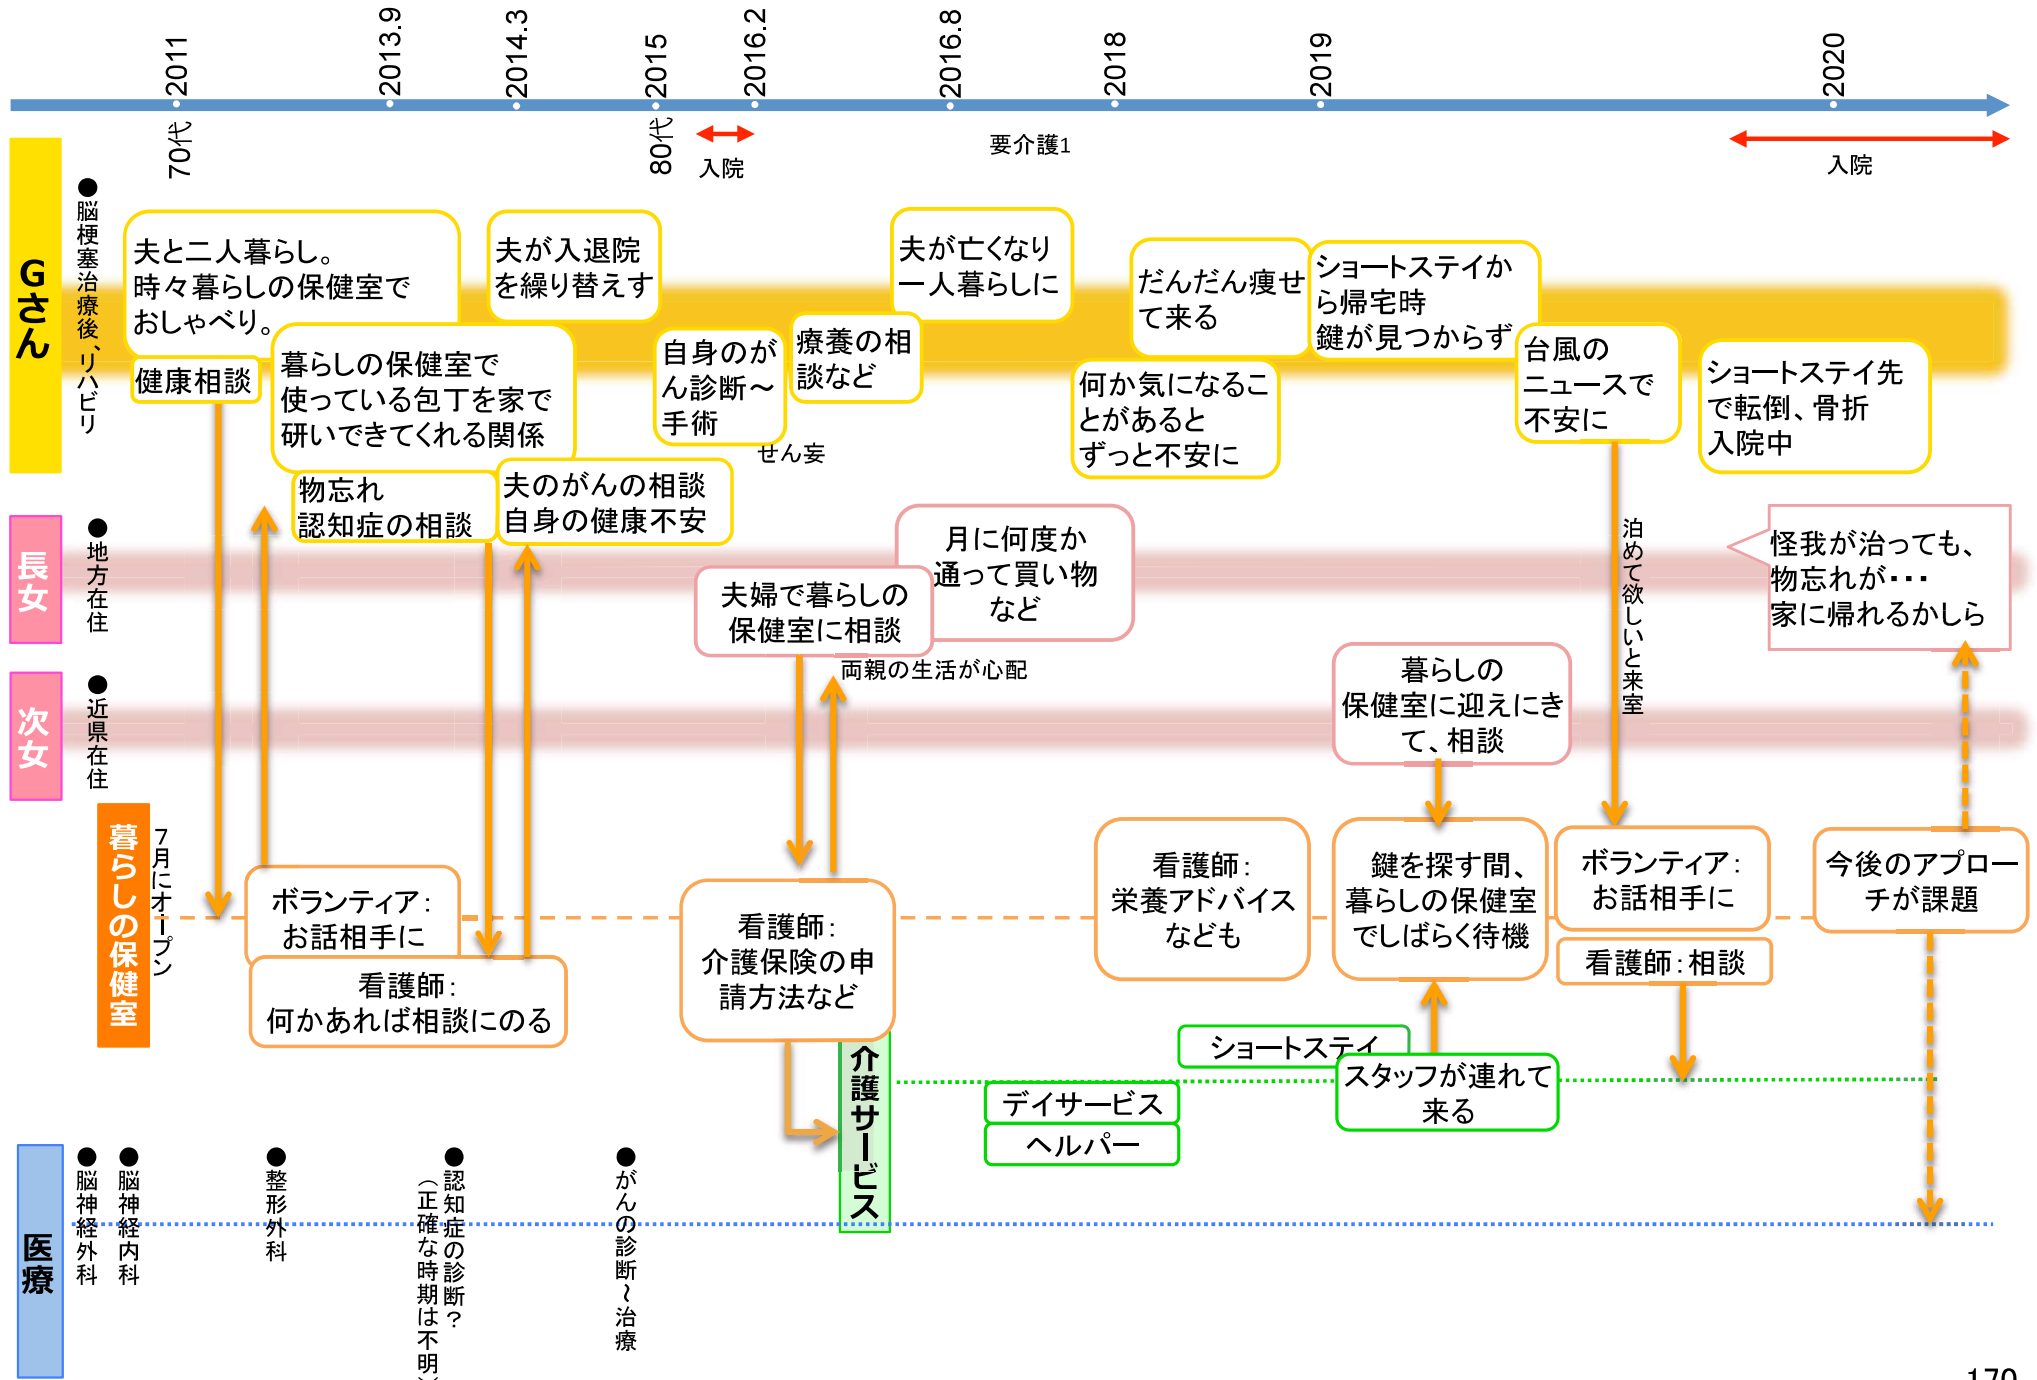 2011
2013.9
2014.3
2015
2016.2
2016.8
2018
2019
2020
70代
80代
入院
要介護1
入院
Gさん
●脳梗塞治療後、リハビリ
夫と二人暮らし。
時々暮らしの保健室で
おしゃべり。
健康相談
暮らしの保健室で
使っている包丁を家で
研いできてくれる関係
物忘れ
認知症の相談
夫が入退院
を繰り替えす
夫のがんの相談
自身の健康不安
自身のが
ん診断～
手術
せん妄
療養の相
談など
夫が亡くなり
一人暮らしに
だんだん痩せ
て来る
何か気になるこ
とがあると
ずっと不安に
ショートステイか
ら帰宅時
鍵が見つからず
台風の
ニュースで
不安に
ショートステイ先
で転倒、骨折
入院中
長女
●地方在住
月に何度か
通って買い物
など
夫婦で暮らしの
保健室に相談
両親の生活が心配
泊めて欲しいと来室
怪我が治っても、
物忘れが・・・
家に帰れるかしら
次女
●近県在住
暮らしの
保健室に迎えにき
て、相談
暮らしの保健室
7月にオープン
ボランティア：
お話相手に
看護師：
何かあれば相談にのる
看護師：
介護保険の申
請方法など
看護師：
栄養アドバイス
なども
鍵を探す間、
暮らしの保健室
でしばらく待機
ボランティア：
お話相手に
看護師：相談
今後のアプロー
チが課題
介護サービス
ショートステイ
デイサービス
ヘルパー
スタッフが連れて
来る
医療
●脳神経外科
●脳神経内科
●整形外科
●認知症の診断？
（正確な時期は不明）
●がんの診断～治療
170